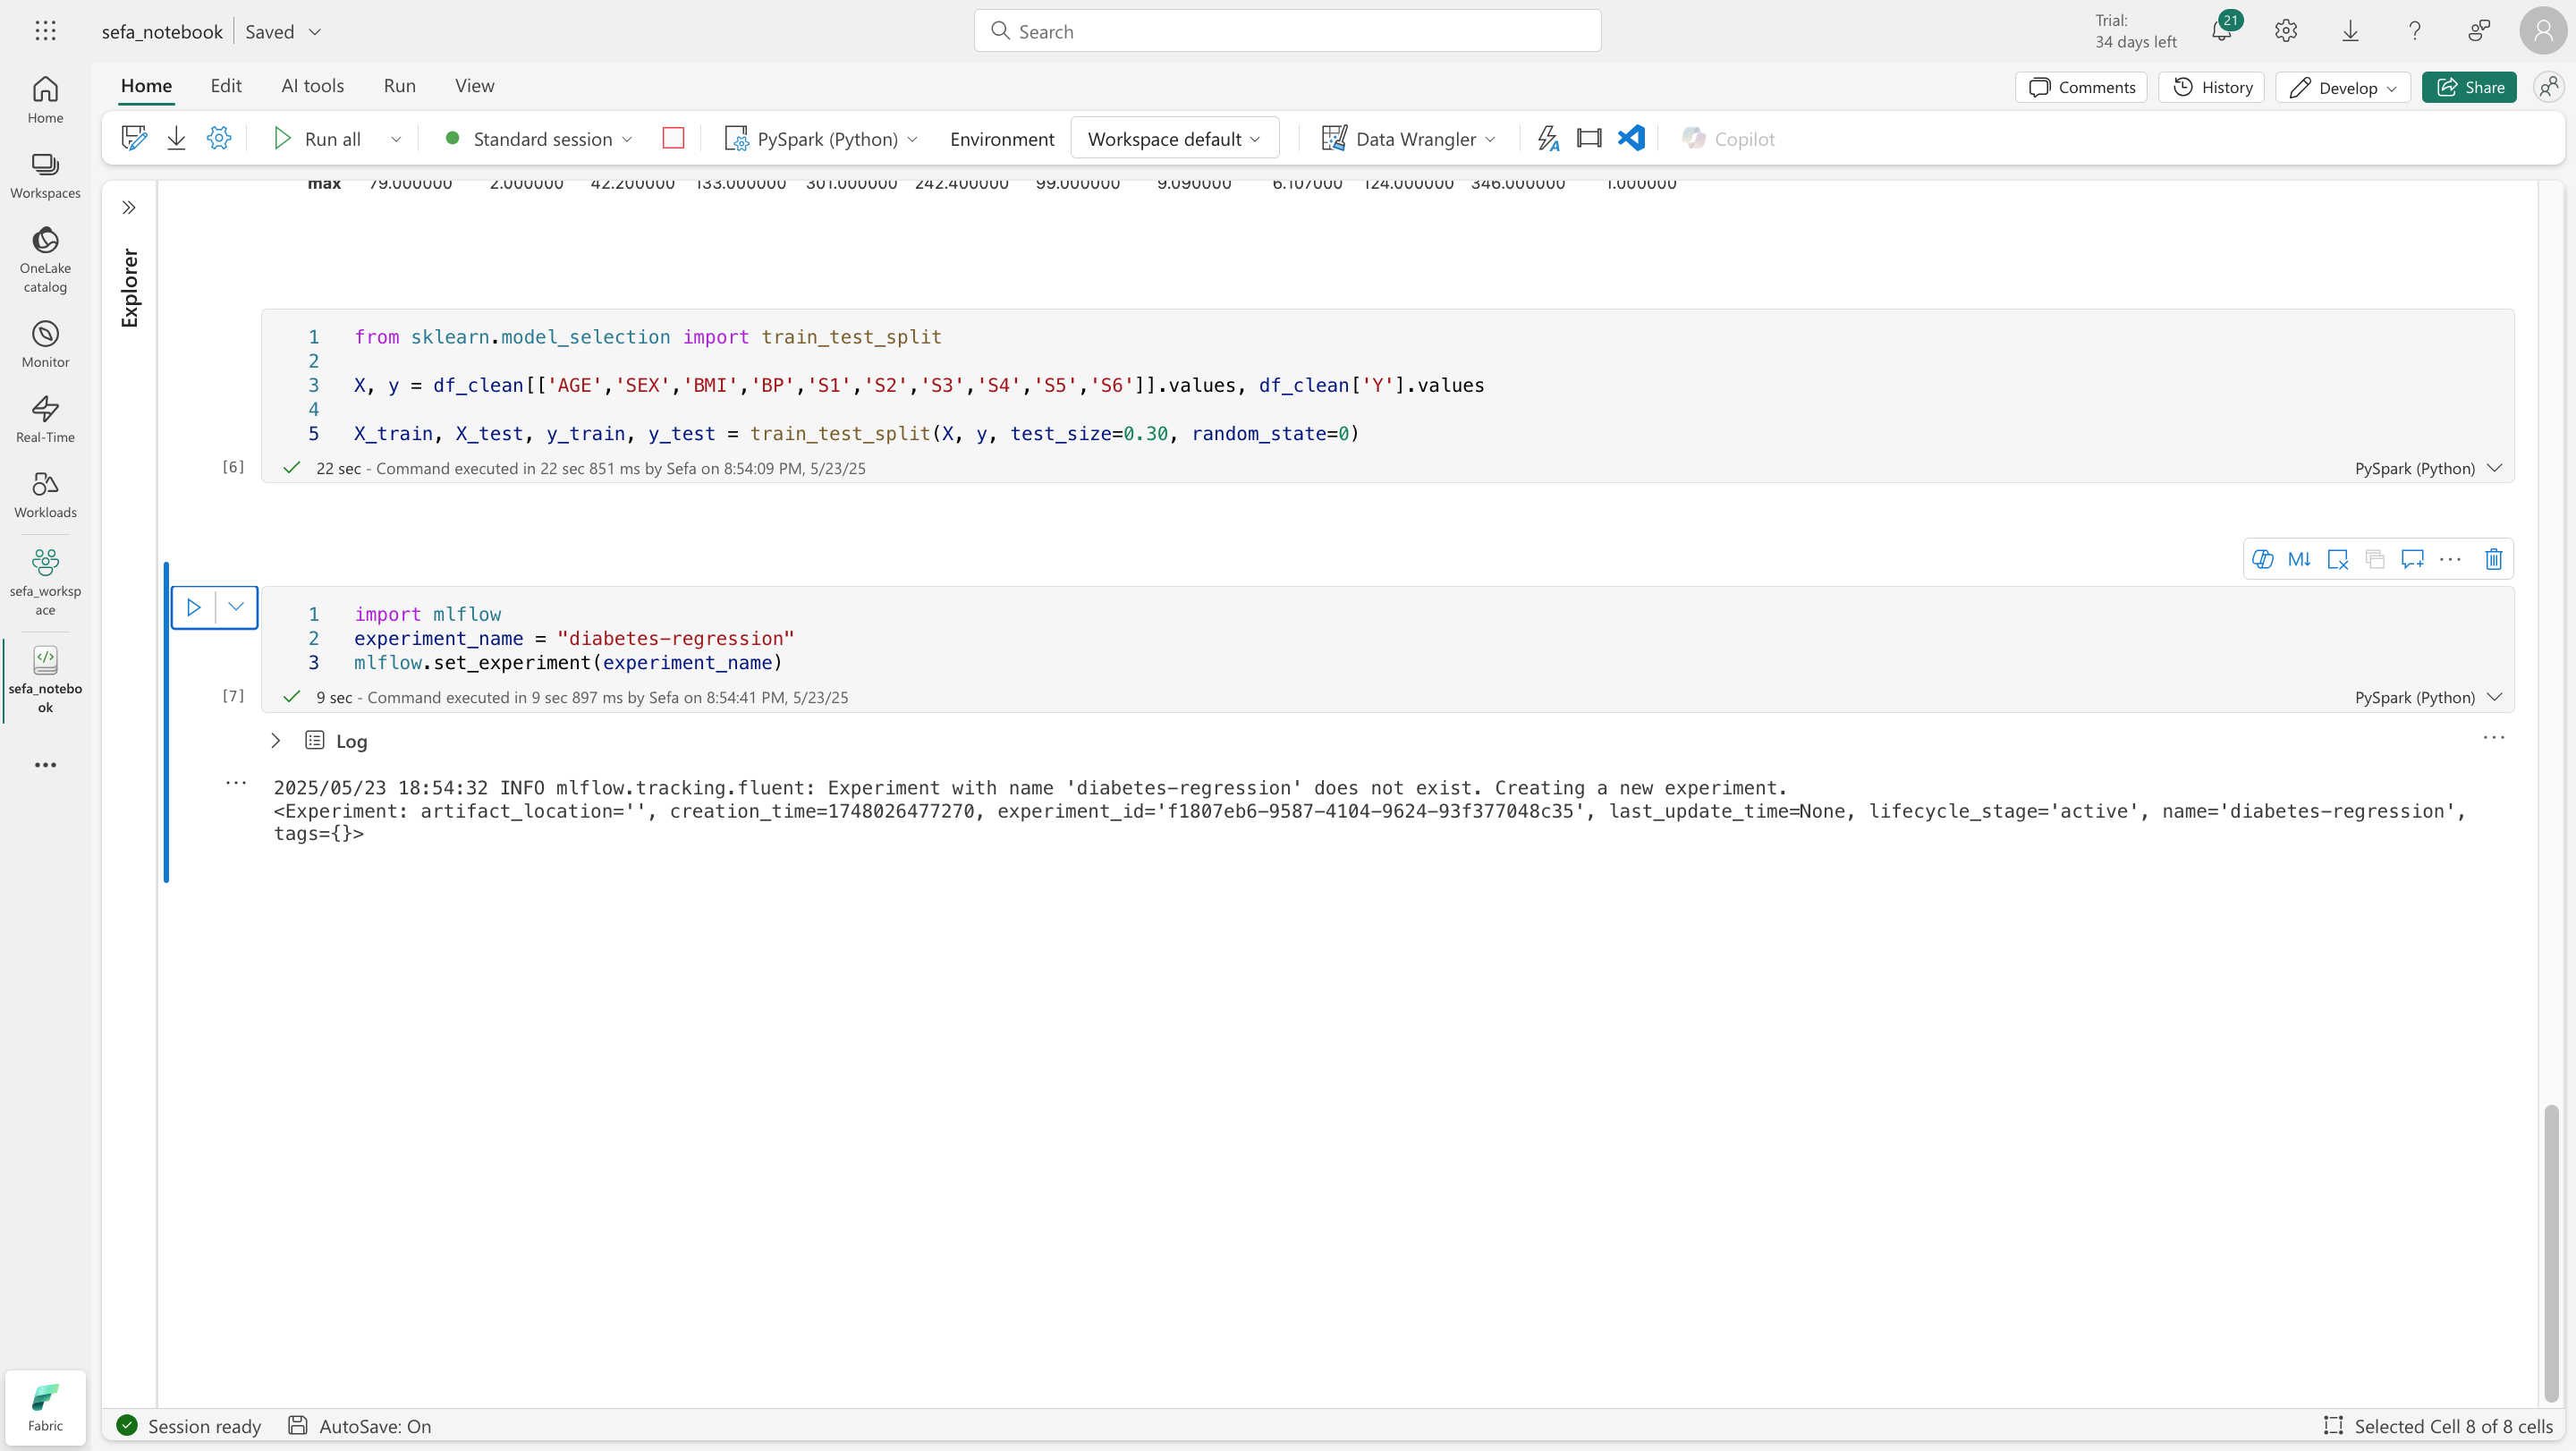 sefa_notebook Saved
Search
Trial:
34 days left
21
Home Edit AI tools Run View
Comments History Develop Share
Run all Standard session PySpark (Python) Environment Workspace default Data Wrangler Copilot
Home
Workspaces
OneLake
catalog
Monitor
Real-Time
Workloads
sefa_worksp
ace
sefa_notebo
ok
Fabric
Explorer
max 79.000000 2.000000 42.200000 133.000000 301.000000 242.400000 99.000000 9.090000 6.107000 124.000000 346.000000 1.000000
1 from sklearn.model_selection import train_test_split
2
3 X, y = df_clean[['AGE','SEX','BMI','BP','S1','S2','S3','S4','S5','S6']].values, df_clean['Y'].values
4
5 X_train, X_test, y_train, y_test = train_test_split(X, y, test_size=0.30, random_state=0)
[6] 22 sec - Command executed in 22 sec 851 ms by Sefa on 8:54:09 PM, 5/23/25 PySpark (Python)
M↓
1 import mlflow
2 experiment_name = "diabetes-regression"
3 mlflow.set_experiment(experiment_name)
[7] 9 sec - Command executed in 9 sec 897 ms by Sefa on 8:54:41 PM, 5/23/25 PySpark (Python)
Log
2025/05/23 18:54:32 INFO mlflow.tracking.fluent: Experiment with name 'diabetes-regression' does not exist. Creating a new experiment.
<Experiment: artifact_location='', creation_time=1748026477270, experiment_id='f1807eb6-9587-4104-9624-93f377048c35', last_update_time=None, lifecycle_stage='active', name='diabetes-regression',
tags={}>
Session ready AutoSave: On Selected Cell 8 of 8 cells